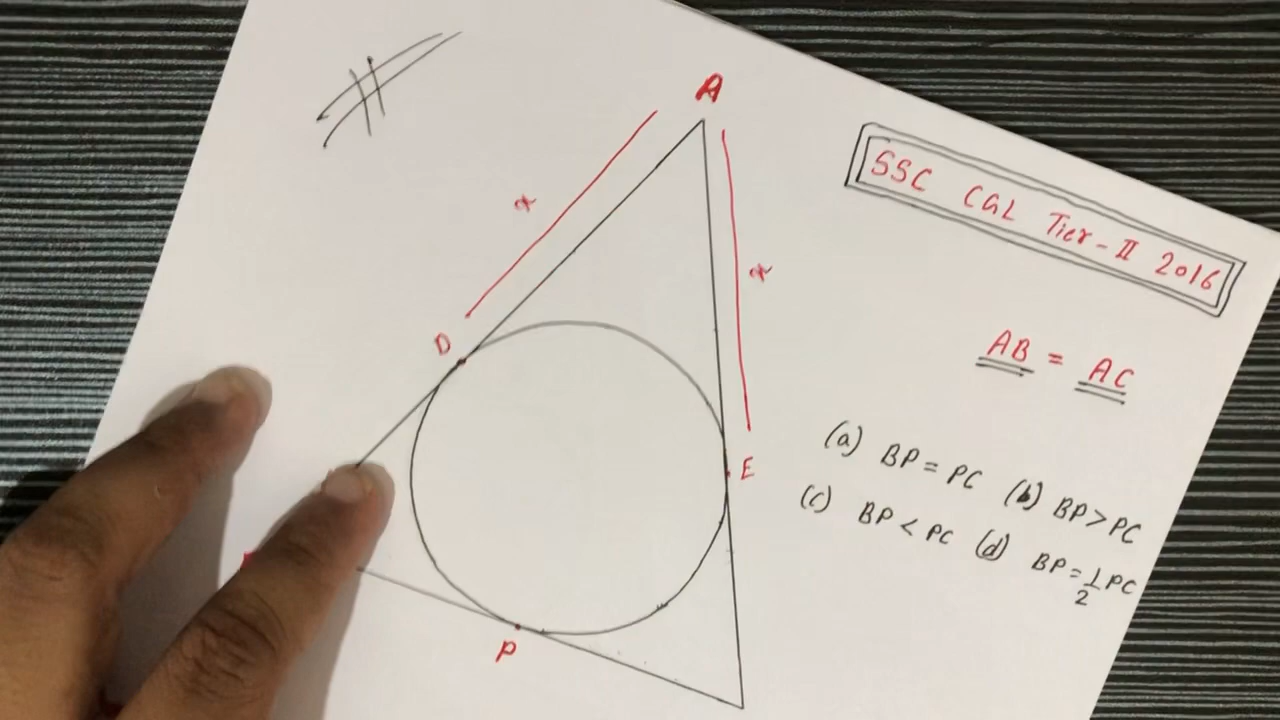 A
SSC CGL Tier-II 2016
x
x
D
E
AB = AC
(a) BP = PC (b) BP > PC
(c) BP < PC (d) BP = 1/2 PC
P